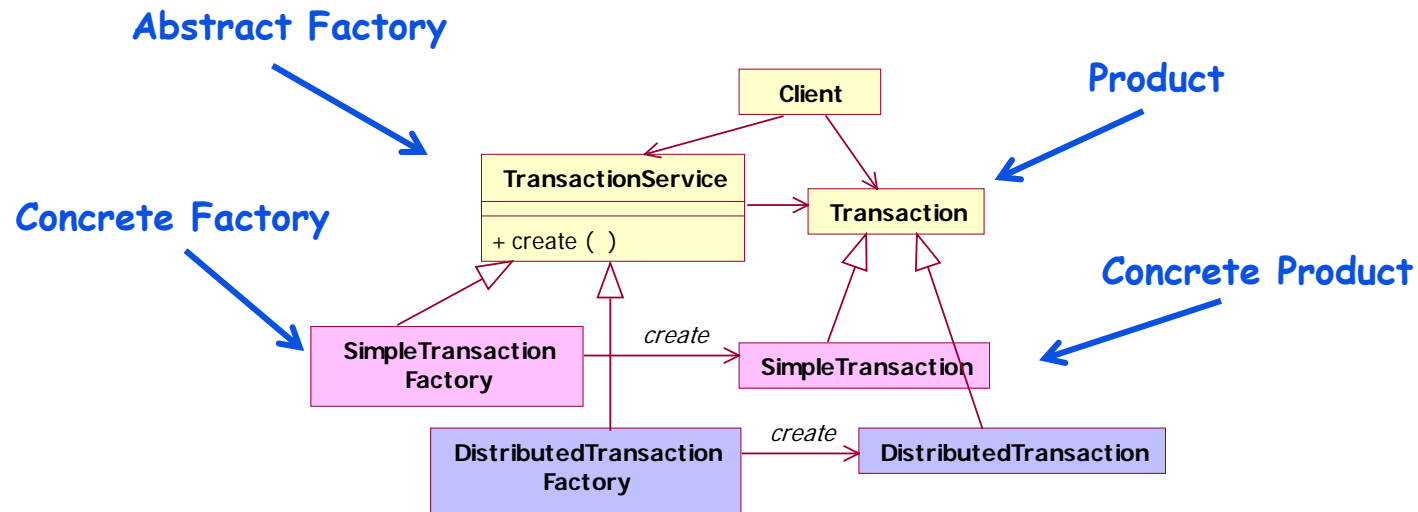 Abstract Factory
Client
Product
TransactionService
Transaction
+ create ( )
Concrete Factory
Concrete Product
SimpleTransaction
Factory
create
SimpleTransaction
DistributedTransaction
Factory
create
DistributedTransaction